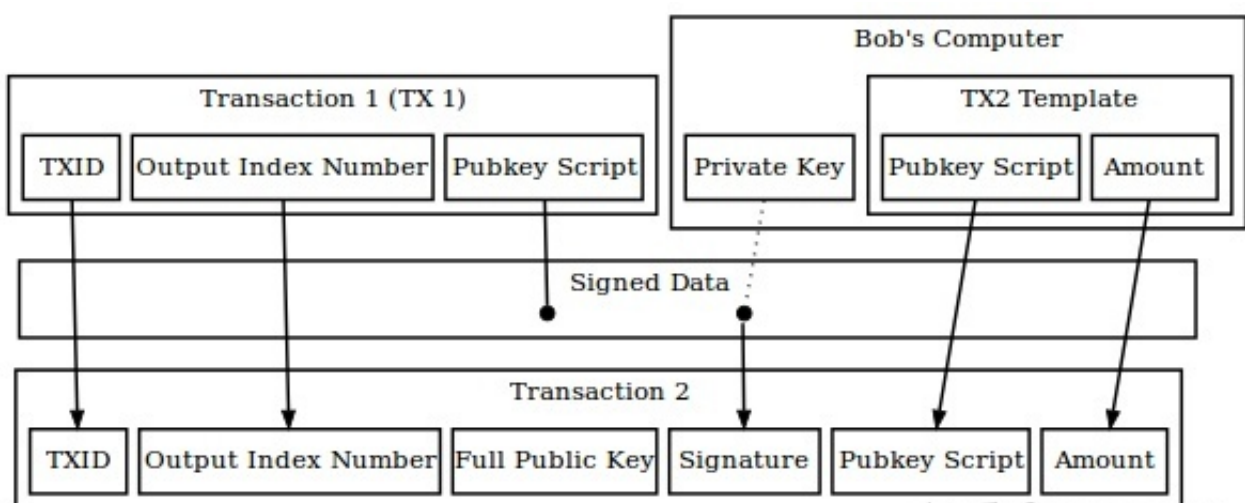 Bob's Computer
Transaction 1 (TX 1)
TX2 Template
TXID
Output Index Number
Pubkey Script
Private Key
Pubkey Script
Amount
Signed Data
Transaction 2
TXID
Output Index Number
Full Public Key
Signature
Pubkey Script
Amount